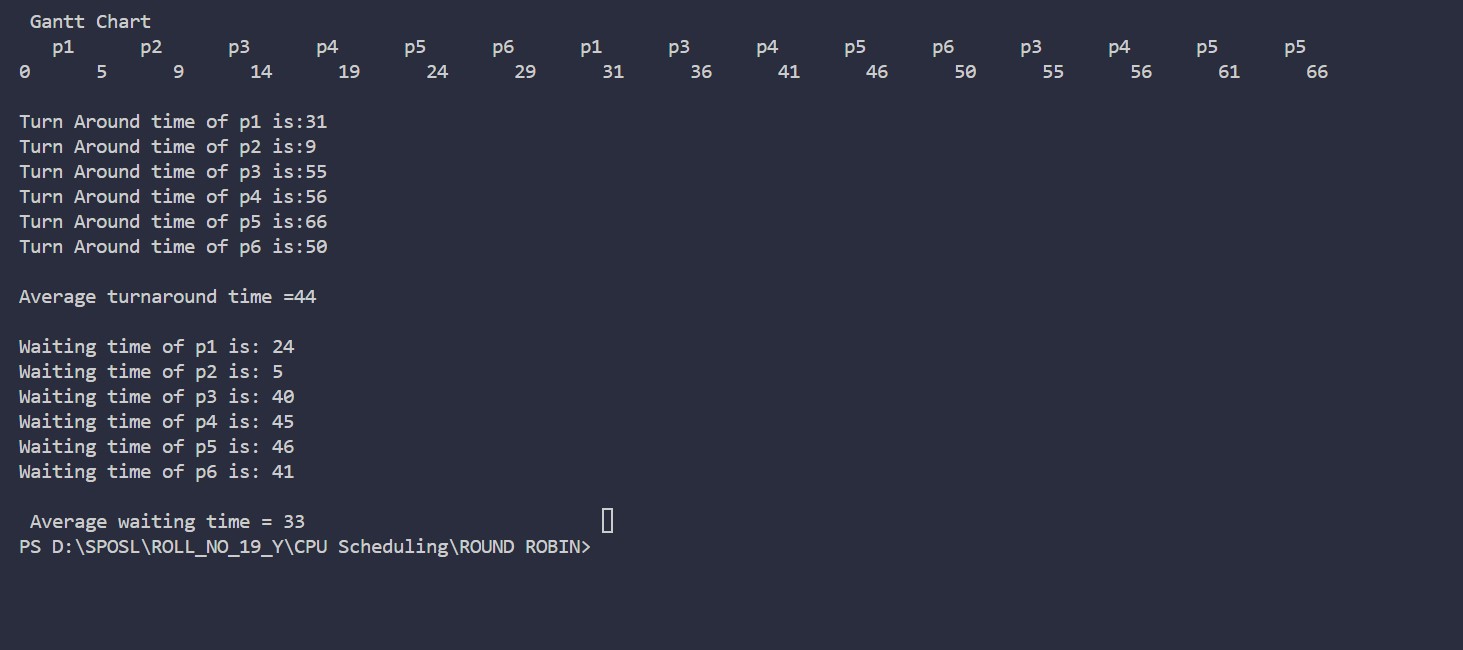 Gantt Chart
p1 p2 p3 p4 p5 p6 p1 p3 p4 p5 p6 p3 p4 p5 p5
0 5 9 14 19 24 29 31 36 41 46 50 55 56 61 66
Turn Around time of p1 is:31
Turn Around time of p2 is:9
Turn Around time of p3 is:55
Turn Around time of p4 is:56
Turn Around time of p5 is:66
Turn Around time of p6 is:50
Average turnaround time =44
Waiting time of p1 is: 24
Waiting time of p2 is: 5
Waiting time of p3 is: 40
Waiting time of p4 is: 45
Waiting time of p5 is: 46
Waiting time of p6 is: 41
Average waiting time = 33
PS D:\SPOSL\ROLL_NO_19_Y\CPU Scheduling\ROUND ROBIN>